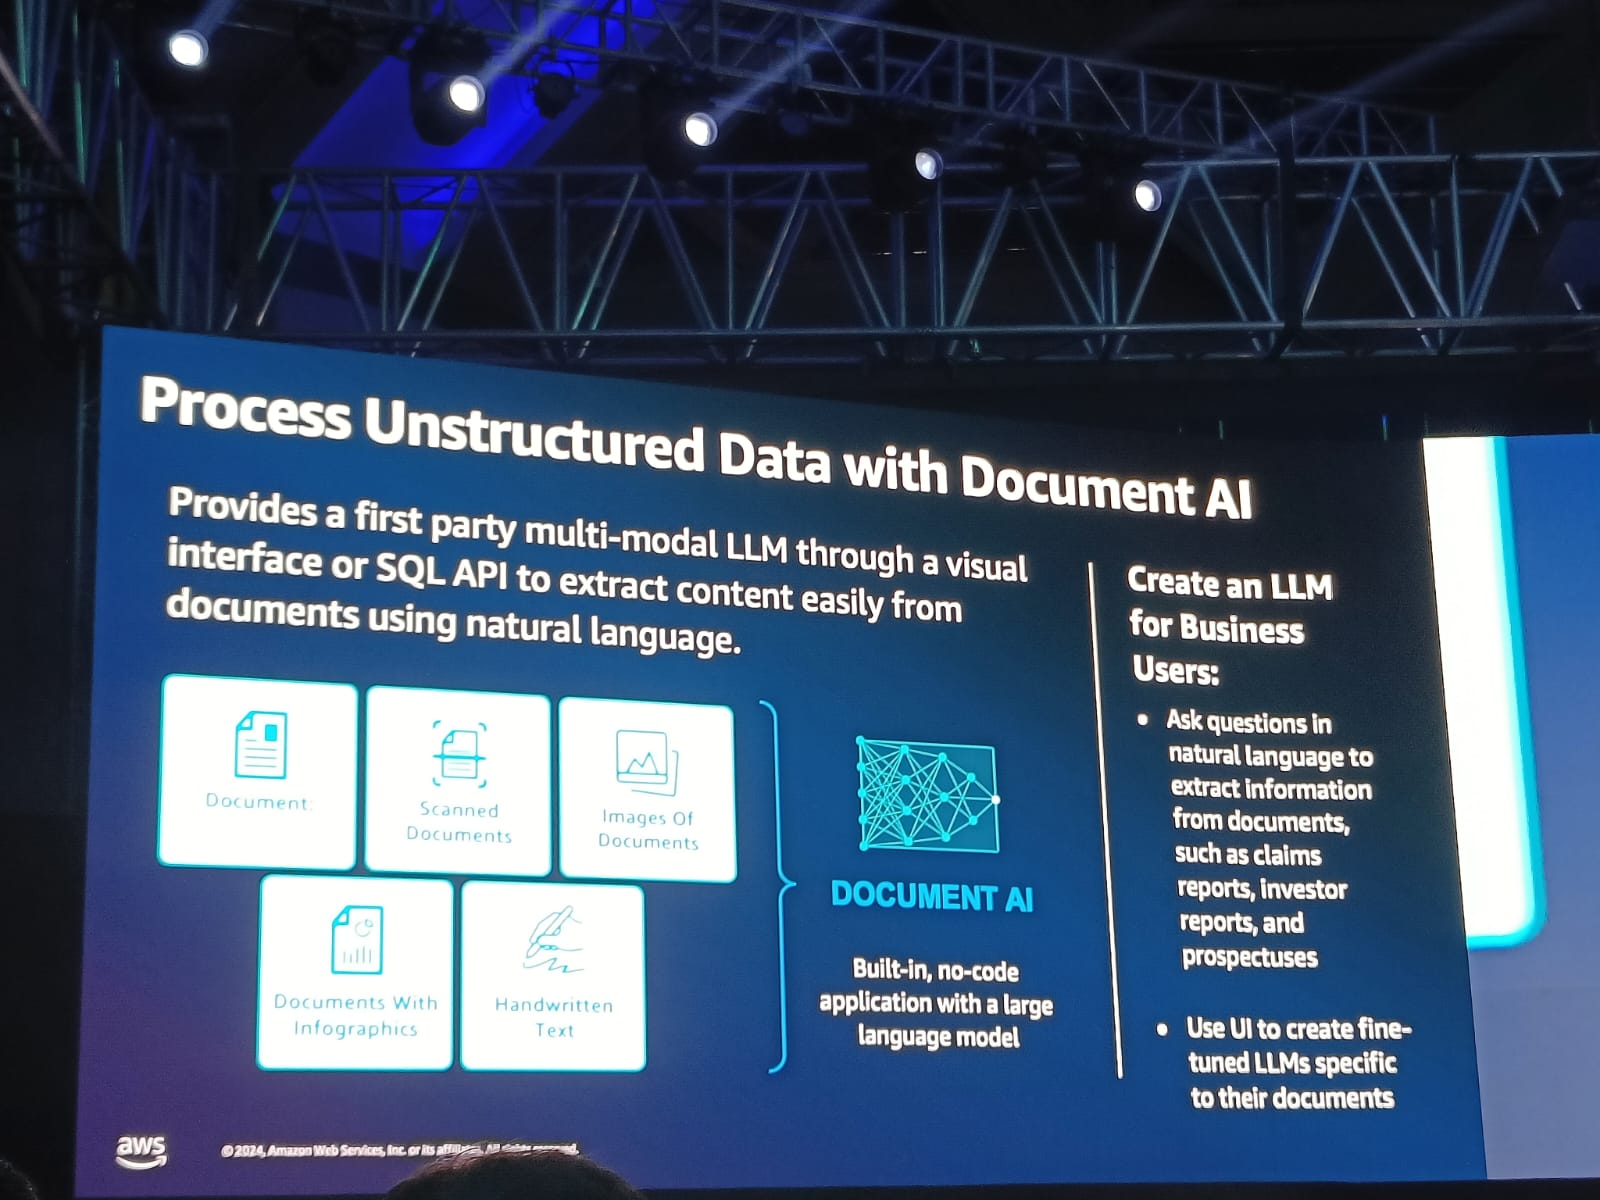 Process Unstructured Data with Document AI
Provides a first party multi-modal LLM through a visual
interface or SQL API to extract content easily from
documents using natural language.
Document
Scanned
Documents
Images Of
Documents
Documents With
Infographics
Handwritten
Text
DOCUMENT AI
Built-in, no-code
application with a large
language model
Create an LLM
for Business
Users:
• Ask questions in
natural language to
extract information
from documents,
such as claims
reports, investor
reports, and
prospectuses
• Use UI to create fine-
tuned LLMs specific
to their documents
aws
© 2024, Amazon Web Services, Inc. or its affiliates. All rights reserved.